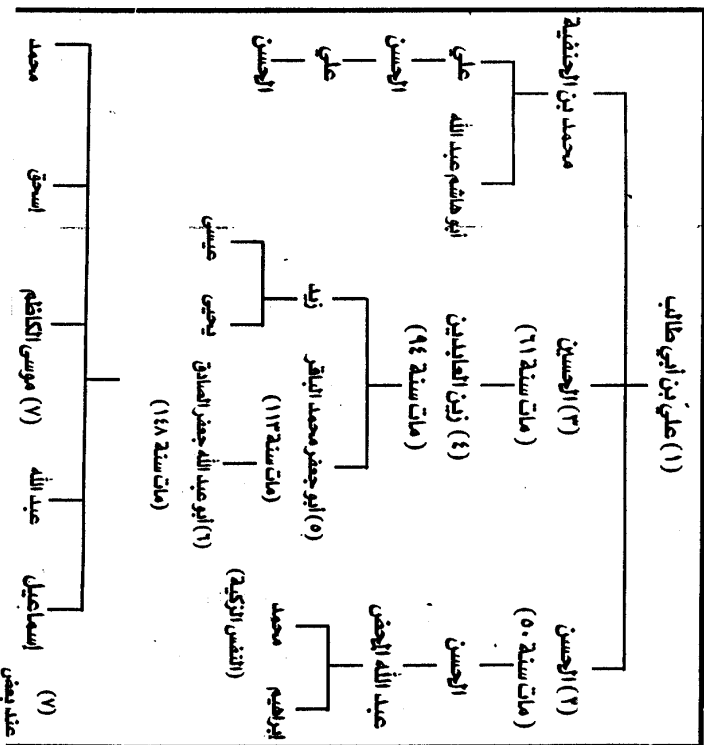 (١) عليّ بن أبي طالب
(٢) الحسن
(مات سنة ٥٠)
الحسن
عبد الله المحض
إبراهيم
محمد
(النفس الزكية)
(٣) الحسين
(مات سنة ٦١)
(٤) زين العابدين
(مات سنة ٩٤)
(٥) أبو جعفر محمد الباقر
(مات سنة ١١٣)
(٦) أبو عبد الله جعفر الصادق
(مات سنة ١٤٨)
زيد
يحيى
عيسى
محمد بن الحنفية
أبو هاشم عبد الله
علي
الحسن
علي
الحسن
(٧)
عند بعض
إسماعيل
عبد الله
(٧) موسى الكاظم
إسحق
محمد